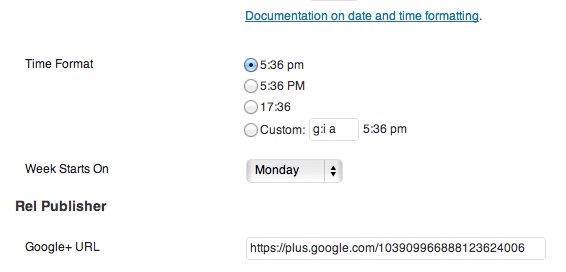 Documentation on date and time formatting.
Time Format
5:36 pm
5:36 PM
17:36
Custom: g:i a 5:36 pm
Week Starts On Monday
Rel Publisher
Google+ URL https://plus.google.com/103909966888123624006